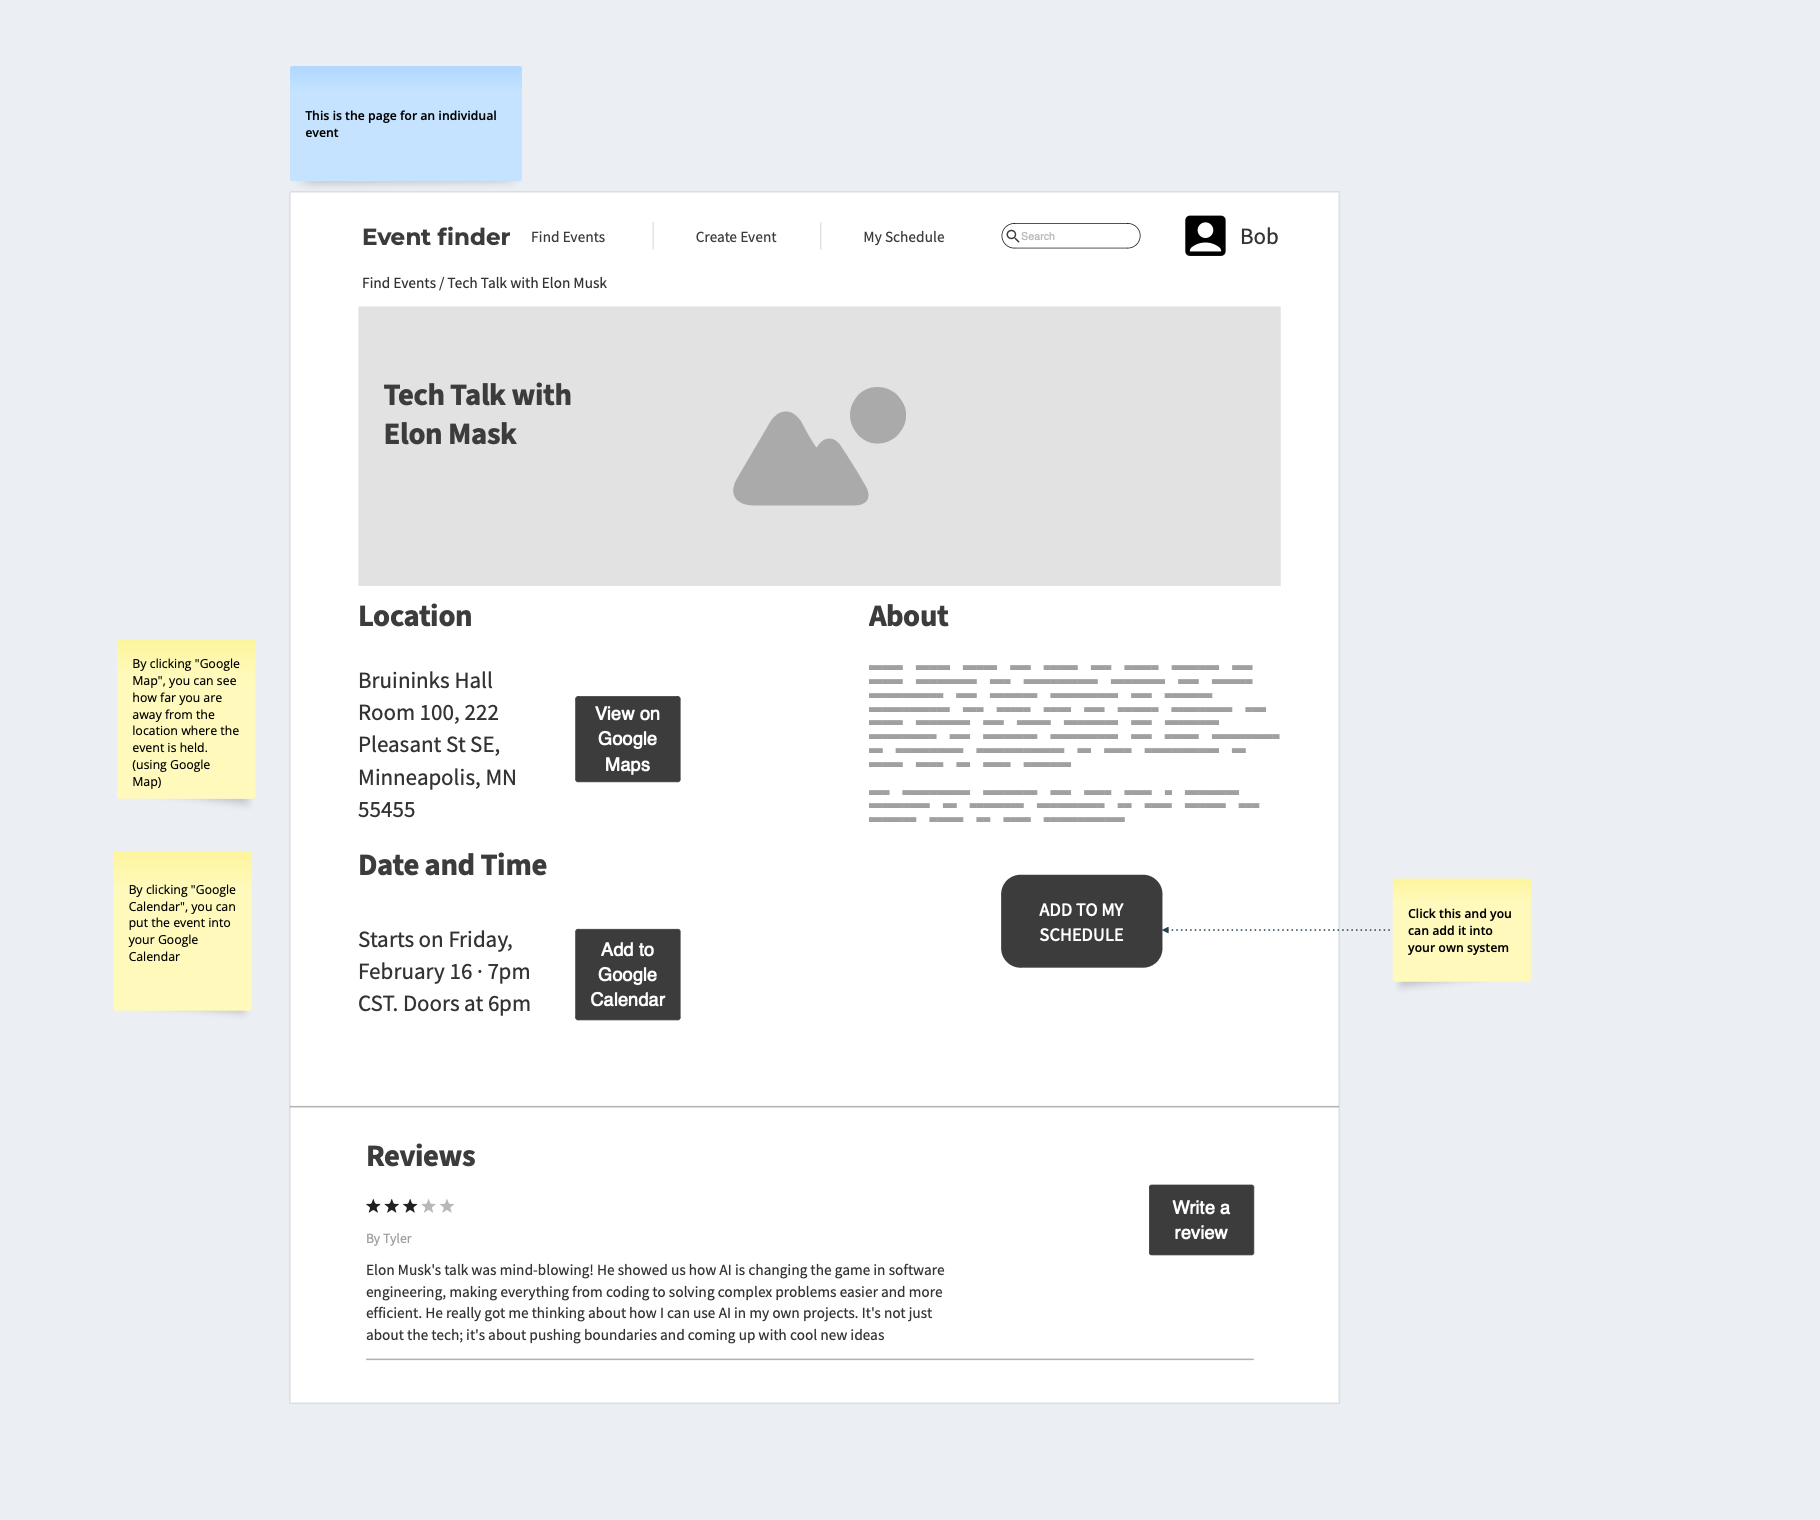 This is the page for an individual
event
Event finder
Find Events
Create Event
My Schedule
Search
Bob
Find Events / Tech Talk with Elon Musk
Tech Talk with
Elon Mask
Location
Bruininks Hall
Room 100, 222
Pleasant St SE,
Minneapolis, MN
55455
View on
Google
Maps
About
By clicking "Google
Map", you can see
how far you are
away from the
location where the
event is held.
(using Google
Map)
Date and Time
Starts on Friday,
February 16 · 7pm
CST. Doors at 6pm
Add to
Google
Calendar
By clicking "Google
Calendar", you can
put the event into
your Google
Calendar
ADD TO MY
SCHEDULE
Click this and you
can add it into
your own system
Reviews
By Tyler
Elon Musk's talk was mind-blowing! He showed us how AI is changing the game in software
engineering, making everything from coding to solving complex problems easier and more
efficient. He really got me thinking about how I can use AI in my own projects. It's not just
about the tech; it's about pushing boundaries and coming up with cool new ideas
Write a
review